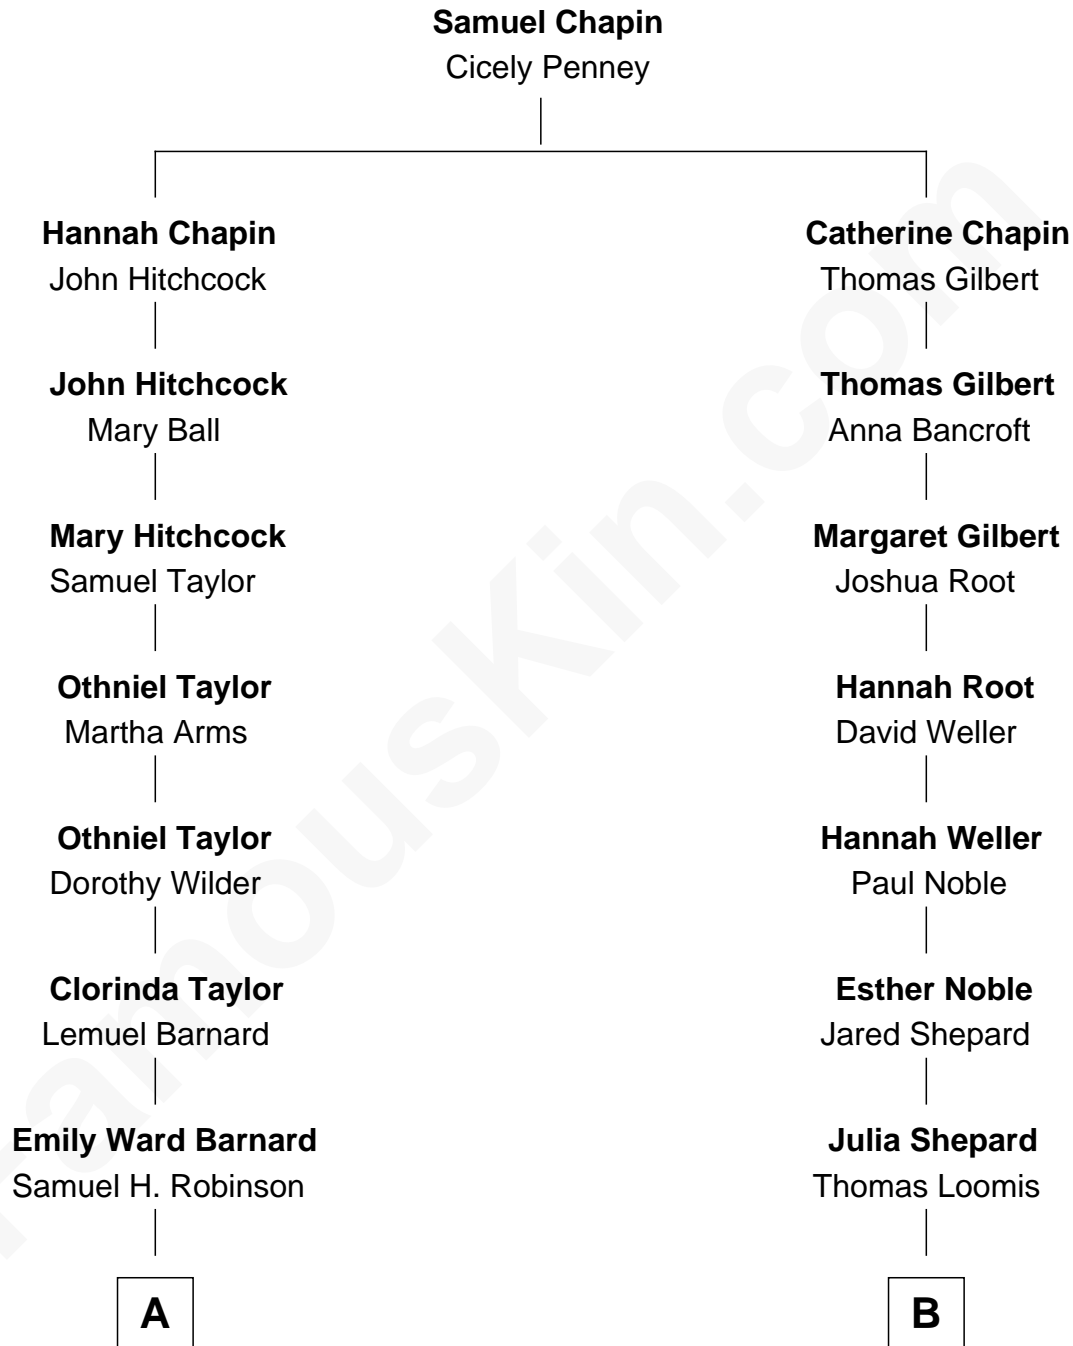 Samuel Chapin
Cicely Penney
Hannah Chapin
John Hitchcock
Catherine Chapin
Thomas Gilbert
John Hitchcock
Mary Ball
Thomas Gilbert
Anna Bancroft
Mary Hitchcock
Samuel Taylor
Margaret Gilbert
Joshua Root
Othniel Taylor
Martha Arms
Hannah Root
David Weller
Othniel Taylor
Dorothy Wilder
Hannah Weller
Paul Noble
Clorinda Taylor
Lemuel Barnard
Esther Noble
Jared Shepard
Emily Ward Barnard
Samuel H. Robinson
Julia Shepard
Thomas Loomis
A
B
FamousKin.com